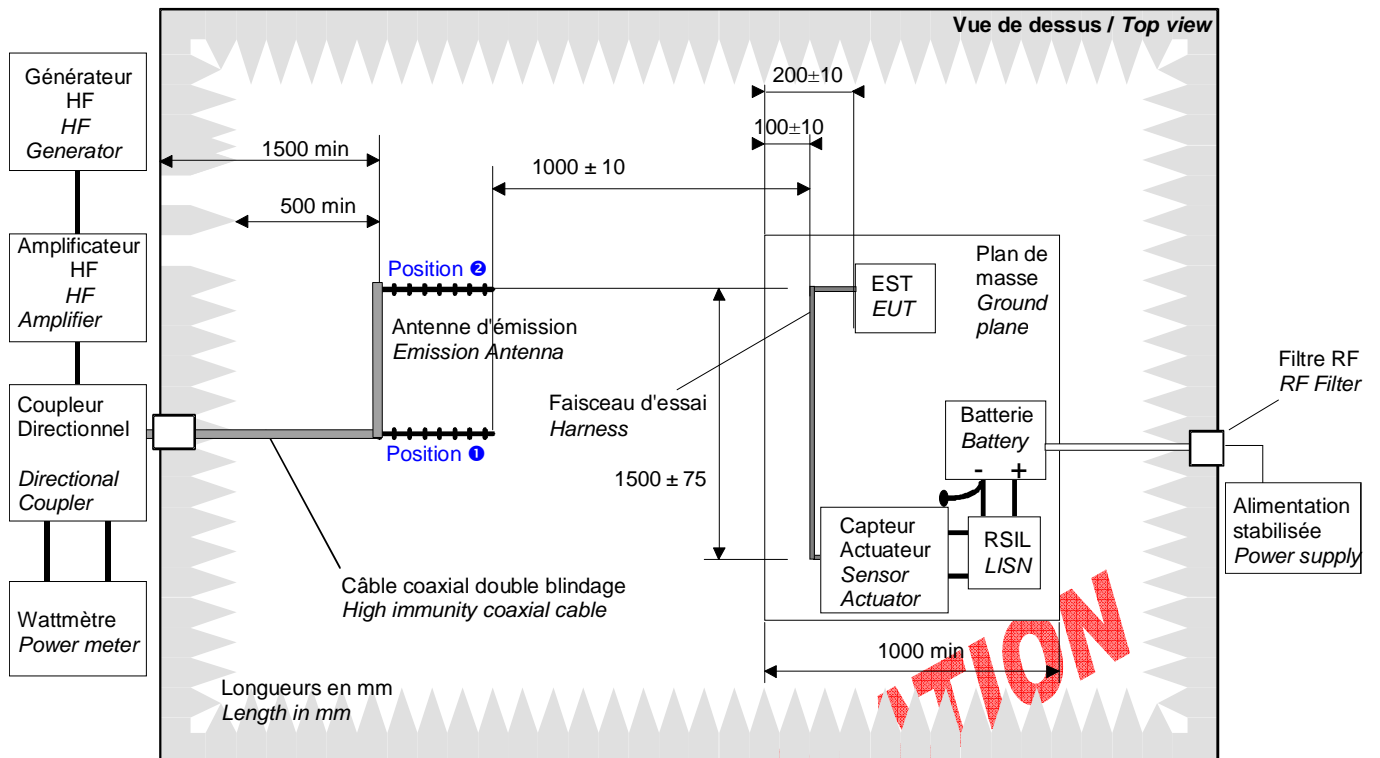 Vue de dessus / Top view
Générateur
HF
HF
Generator
200±10
100±10
1500 min
1000 ± 10
500 min
Amplificateur
HF
HF
Amplifier
Position ❷
Antenne d'émission
Emission Antenna
EST
EUT
Plan de
masse
Ground
plane
Filtre RF
RF Filter
Coupleur
Directionnel
Directional
Coupler
Faisceau d'essai
Harness
Batterie
Battery
- +
Position ❶
1500 ± 75
Capteur
Actuateur
Sensor
Actuator
RSIL
LISN
Alimentation
stabilisée
Power supply
Câble coaxial double blindage
High immunity coaxial cable
Wattmètre
Power meter
1000 min
Longueurs en mm
Length in mm